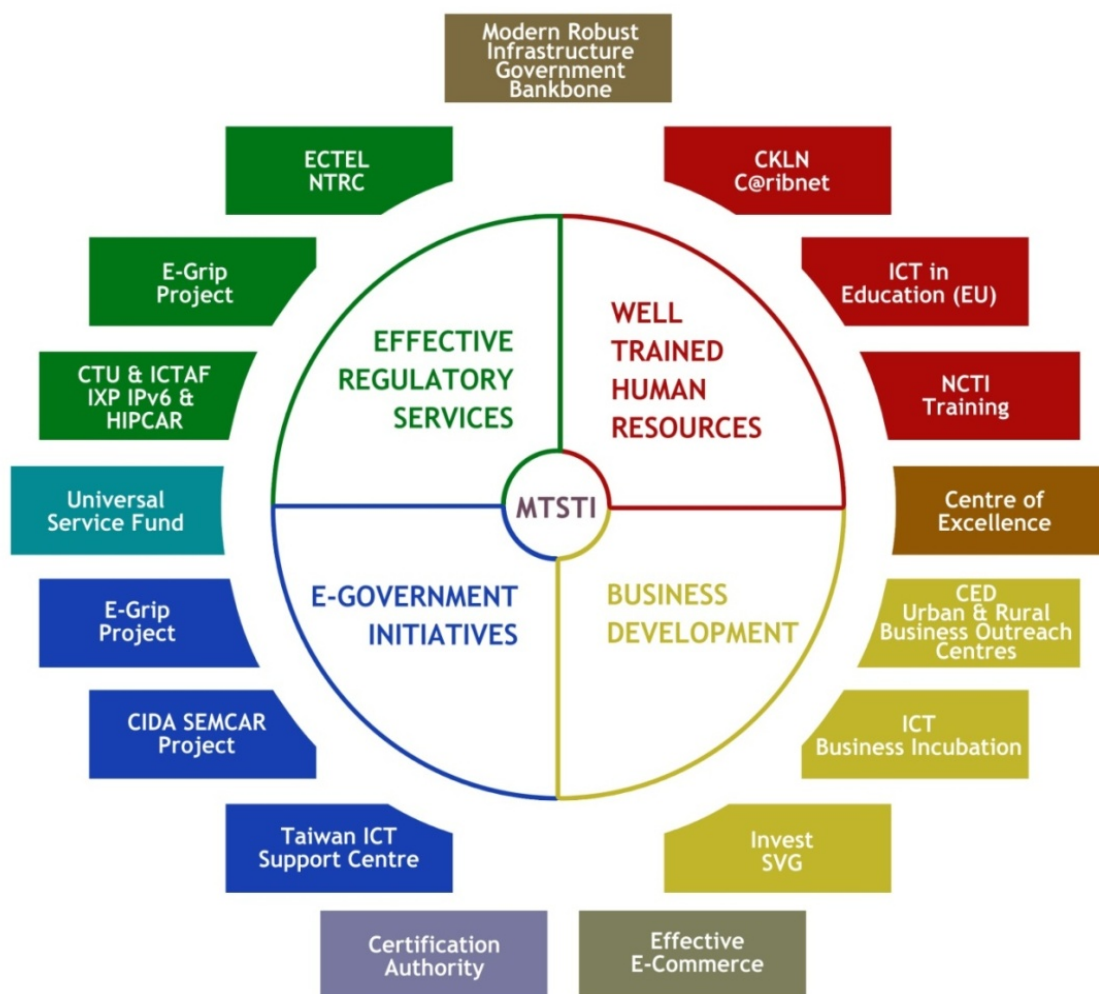 Modern Robust
Infrastructure
Government
Bankbone
ECTEL
NTRC
CKLN
C@ribnet
E-Grip
Project
ICT in
Education (EU)
CTU & ICTAF
IXP IPv6 &
HIPCAR
NCTI
Training
EFFECTIVE
REGULATORY
SERVICES
WELL
TRAINED
HUMAN
RESOURCES
Universal
Service Fund
MTSTI
Centre of
Excellence
E-Grip
Project
E-GOVERNMENT
INITIATIVES
BUSINESS
DEVELOPMENT
CED
Urban & Rural
Business Outreach
Centres
CIDA SEMCAR
Project
ICT
Business Incubation
Taiwan ICT
Support Centre
Invest
SVG
Certification
Authority
Effective
E-Commerce